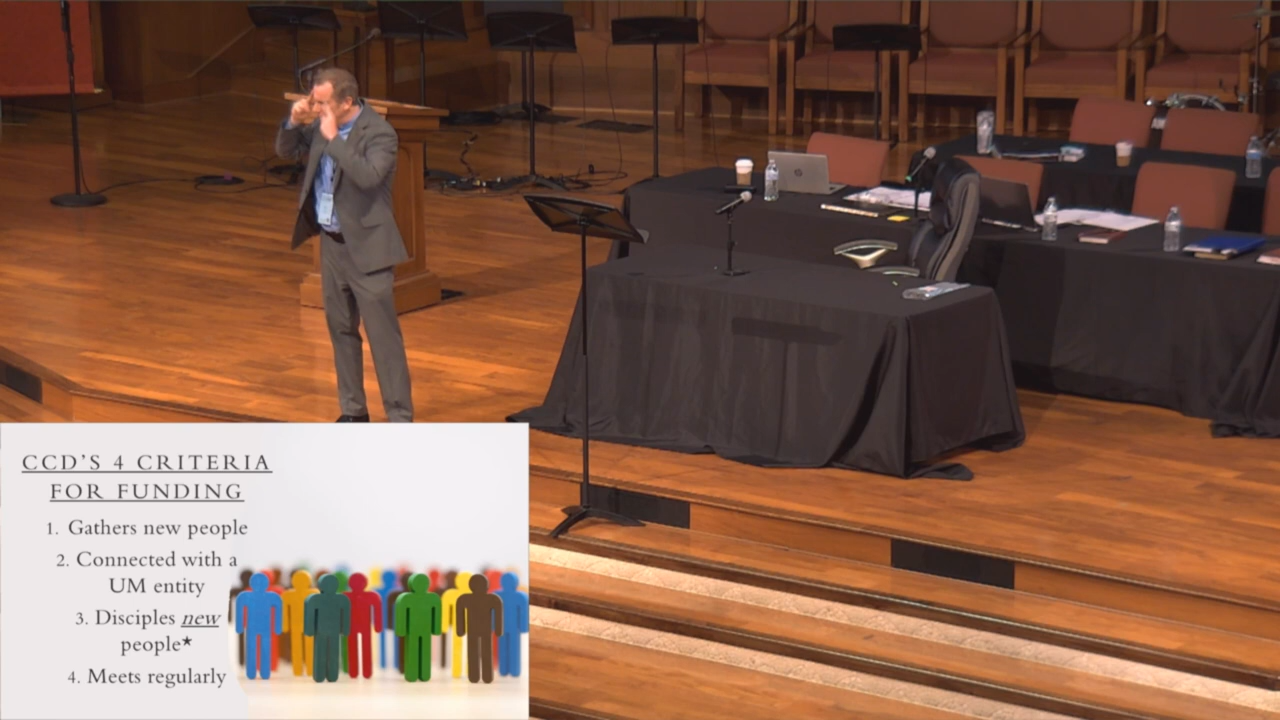 CCD'S 4 CRITERIA
FOR FUNDING
1. Gathers new people
2. Connected with a
UM entity
3. Disciples new
people*
4. Meets regularly